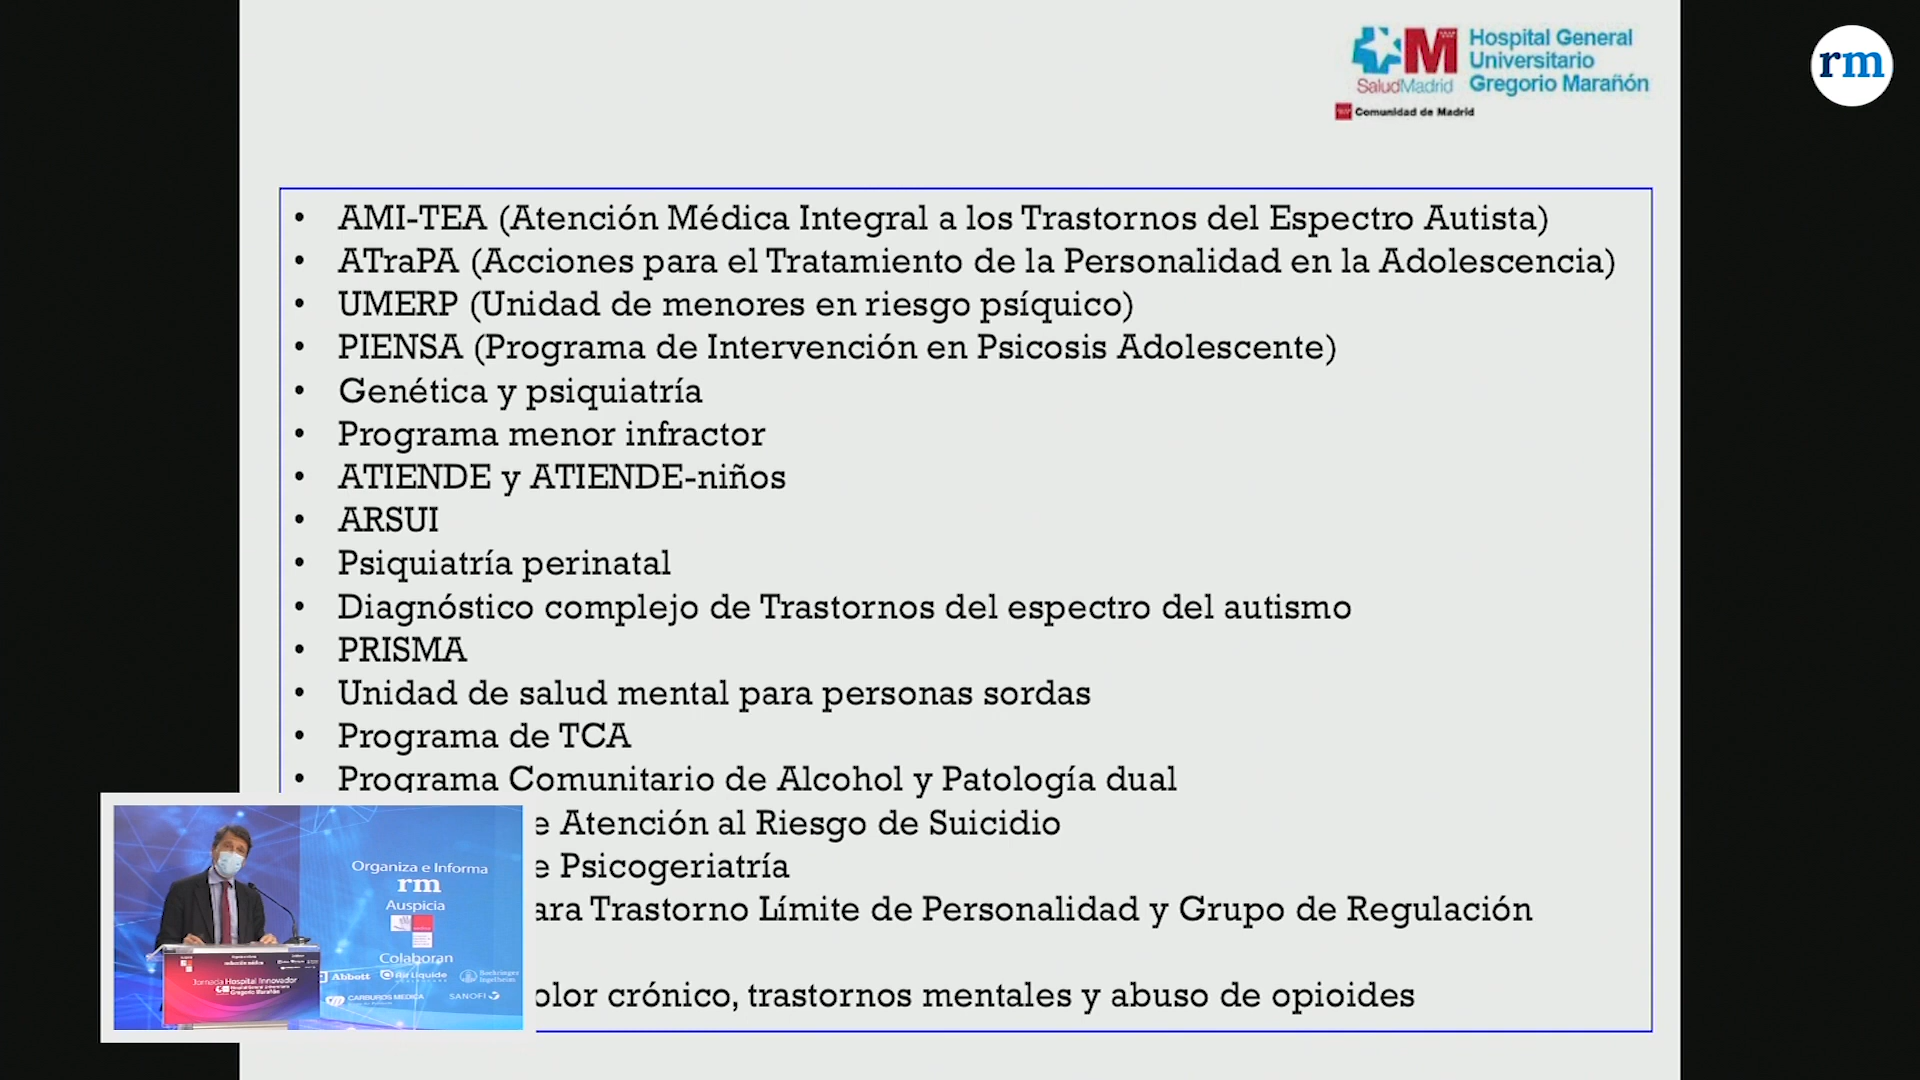 Hospital General
Universitario
Gregorio Marañón
SaludMadrid
Comunidad de Madrid
rm
• AMI-TEA (Atención Médica Integral a los Trastornos del Espectro Autista)
• ATraPA (Acciones para el Tratamiento de la Personalidad en la Adolescencia)
• UMERP (Unidad de menores en riesgo psíquico)
• PIENSA (Programa de Intervención en Psicosis Adolescente)
• Genética y psiquiatría
• Programa menor infractor
• ATIENDE y ATIENDE-niños
• ARSUI
• Psiquiatría perinatal
• Diagnóstico complejo de Trastornos del espectro del autismo
• PRISMA
• Unidad de salud mental para personas sordas
• Programa de TCA
• Programa Comunitario de Alcohol y Patología dual
e Atención al Riesgo de Suicidio
e Psicogeriatría
ara Trastorno Límite de Personalidad y Grupo de Regulación
olor crónico, trastornos mentales y abuso de opioides
Organiza e Informa
rm
Auspicia
Colaboran
Abbott
Air Liquide
Boehringer
Ingelheim
CARBUROS MEDICA
SANOFI
Jornada Hospital Innovador
Gregorio Marañón